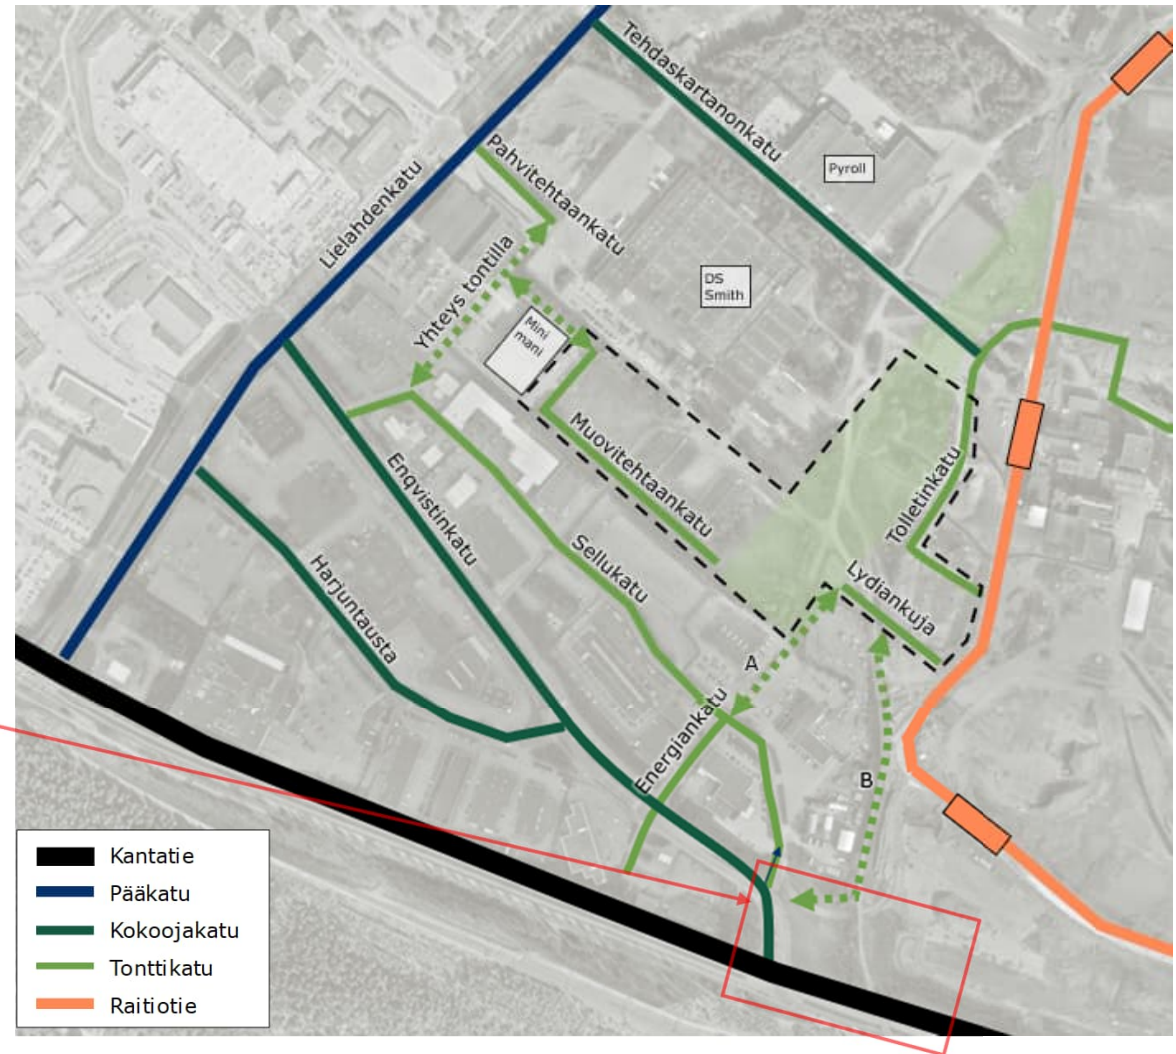 Tehdaskartanonkatu
Pyroll
Pahvitehtaankatu
Lielahdenkatu
Yhteys tontilla
DS
Smith
Mini
mani
Muovitehtaankatu
Enqvistinkatu
Tolletinkatu
Sellukatu
Lydiankuja
Harjuntausta
A
Energiankatu
B
Kantatie
Pääkatu
Kokoojakatu
Tonttikatu
Raitiotie